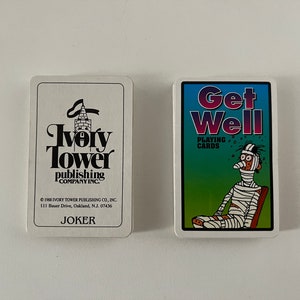 Ivory
Tower
publishing
COMPANY INC.
© 1988 IVORY TOWER PUBLISHING CO., INC.
111 Bauer Drive, Oakland, N.J. 07436
JOKER
Get
Well
PLAYING
CARDS